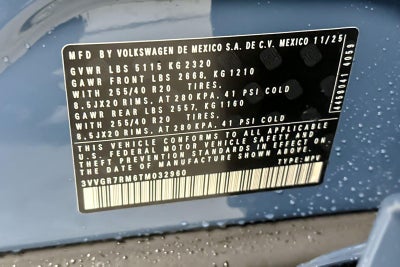 MFD. BY VOLKSWAGEN DE MEXICO S.A. DE C.V. MEXICO 11/25
GVWR LBS 5115 KG 2320
GAWR FRONT LBS 2668, KG 1210
WITH 255/40 R20 TIRES.
8.5JX20 RIMS, AT 280 KPA. 41 PSI COLD
GAWR REAR LBS 2557, KG 1160
WITH 255/40 R20 TIRES.
8.5JX20 RIMS, AT 280 KPA. 41 PSI COLD
THIS VEHICLE CONFORMS TO ALL APPLICABLE
U.S. FEDERAL MOTOR VEHICLE SAFETY
STANDARDS IN EFFECT ON
THE DATE OF MANUFACTURE SHOWN ABOVE.
3VVGR7RM6TM032960 TYPE: MPV